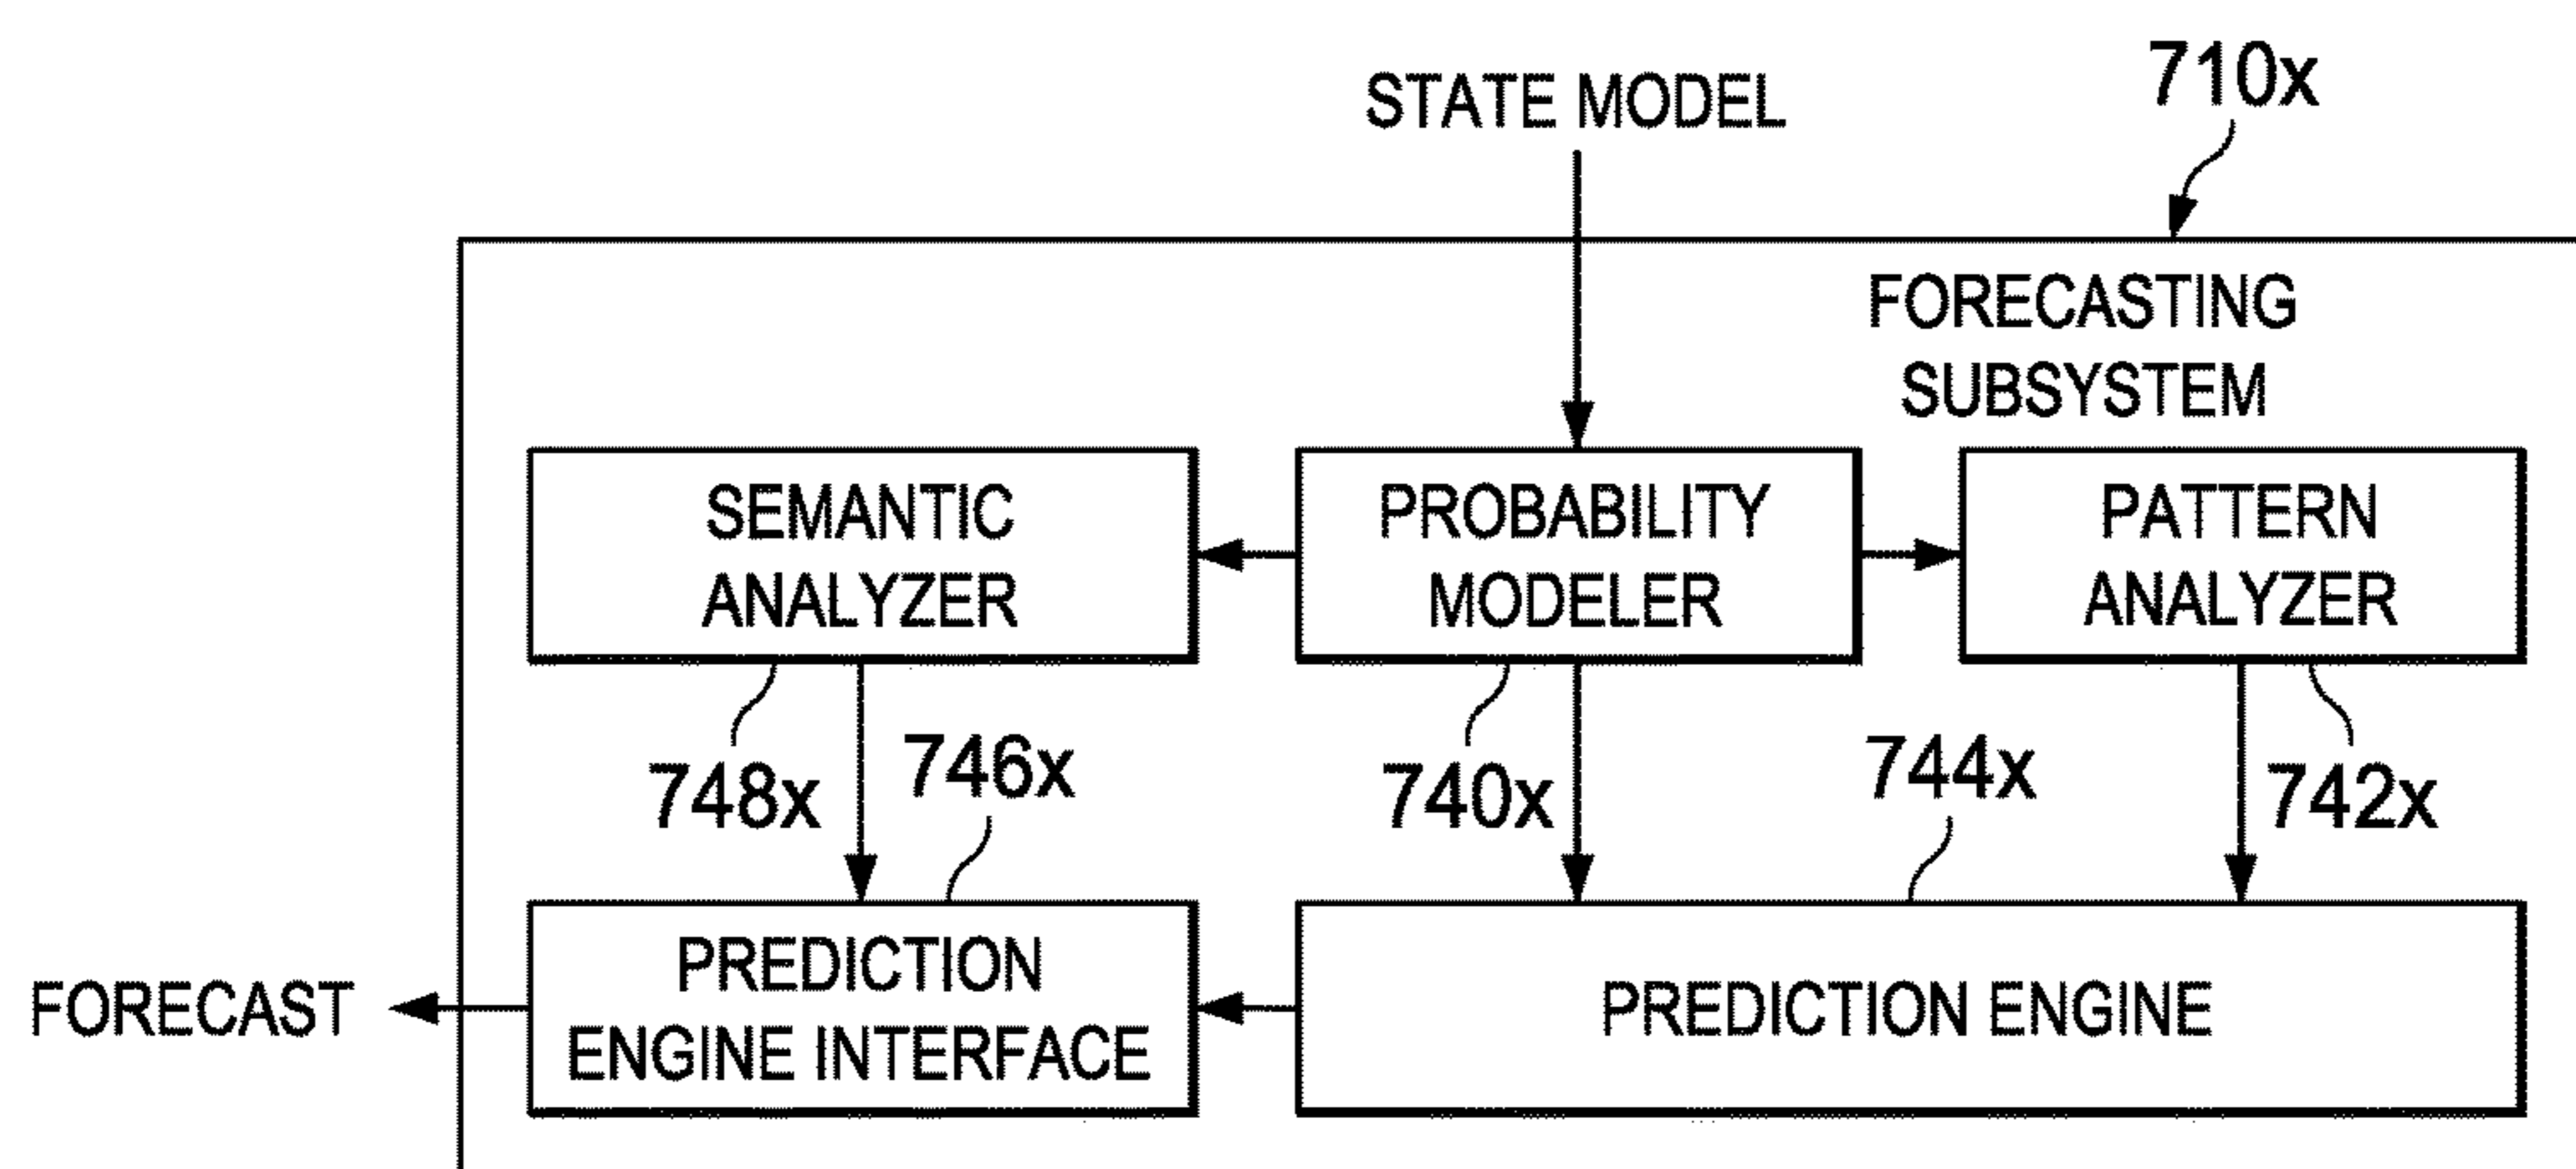 STATE MODEL
710x
FORECASTING
SUBSYSTEM
SEMANTIC
ANALYZER
PROBABILITY
MODELER
PATTERN
ANALYZER
748x
746x
740x
744x
742x
FORECAST
PREDICTION
ENGINE INTERFACE
PREDICTION ENGINE